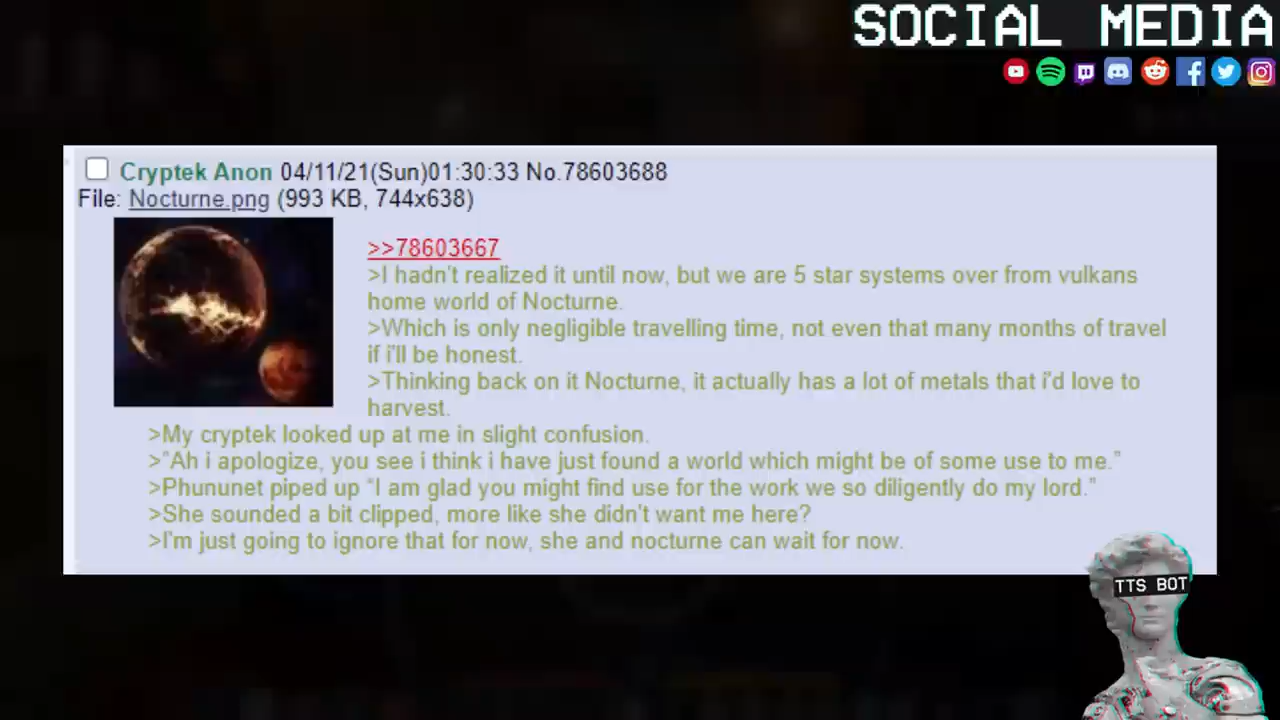 SOCIAL MEDIA
Cryptek Anon 04/11/21(Sun)01:30:33 No.78603688
File: Nocturne.png (993 KB, 744x638)
>>78603667
>I hadn't realized it until now, but we are 5 star systems over from vulkans
home world of Nocturne.
>Which is only negligible travelling time, not even that many months of travel
if i'll be honest.
>Thinking back on it Nocturne, it actually has a lot of metals that i'd love to
harvest.
>My cryptek looked up at me in slight confusion.
>"Ah i apologize, you see i think i have just found a world which might be of some use to me."
>Phununet piped up “I am glad you might find use for the work we so diligently do my lord.”
>She sounded a bit clipped, more like she didn't want me here?
>I'm just going to ignore that for now, she and nocturne can wait for now.
TTS BOT